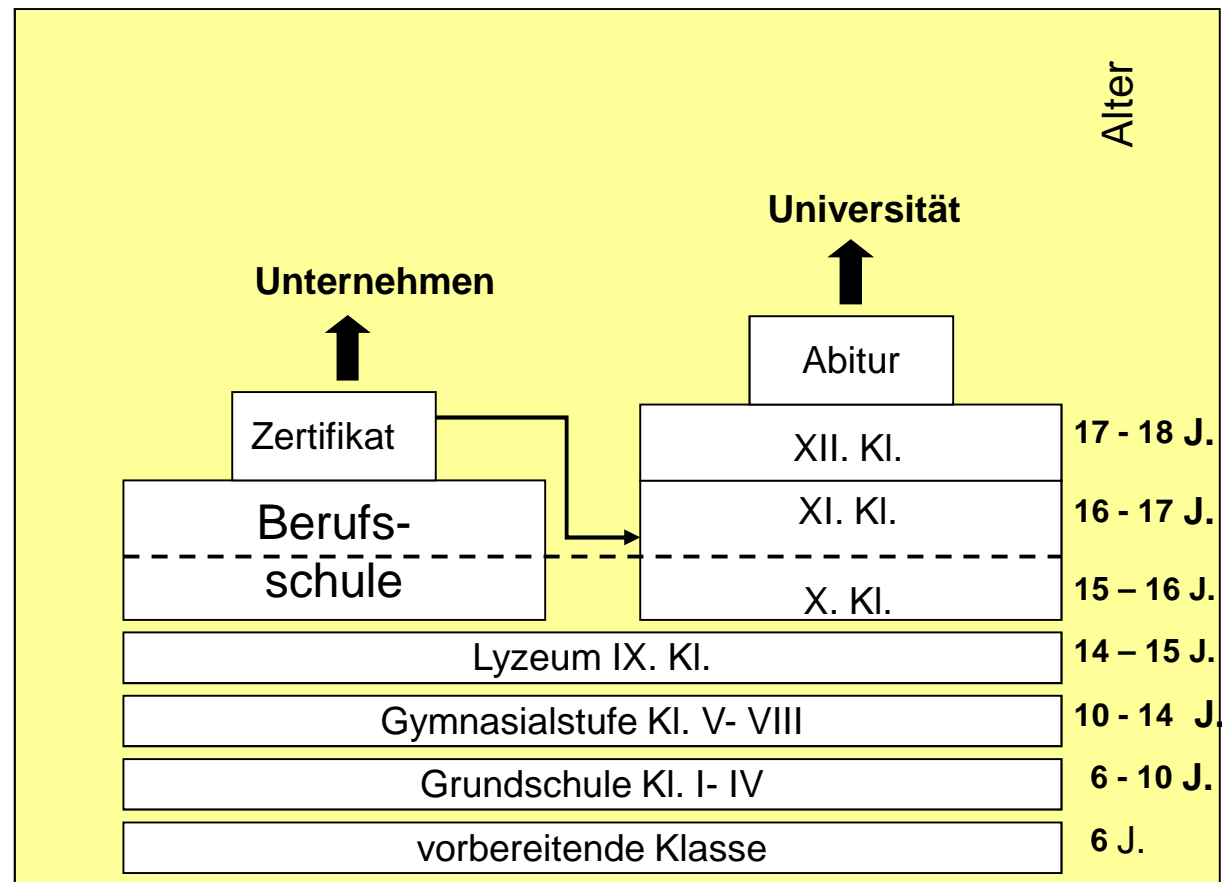 Alter
Universität
Unternehmen
Abitur
Zertifikat
XII. Kl.
17 - 18 J.
Berufs-
schule
XI. Kl.
16 - 17 J.
X. Kl.
15 – 16 J.
Lyzeum IX. Kl.
14 – 15 J.
Gymnasialstufe Kl. V- VIII
10 - 14 J.
Grundschule Kl. I- IV
6 - 10 J.
vorbereitende Klasse
6 J.